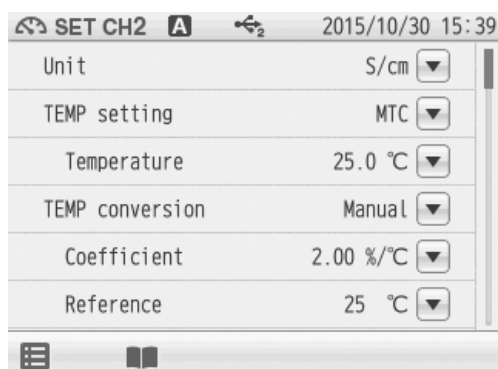 SET CH2 A 2 2015/10/30 15:39
Unit S/cm
TEMP setting MTC
Temperature 25.0 ℃
TEMP conversion Manual
Coefficient 2.00 %/℃
Reference 25 ℃